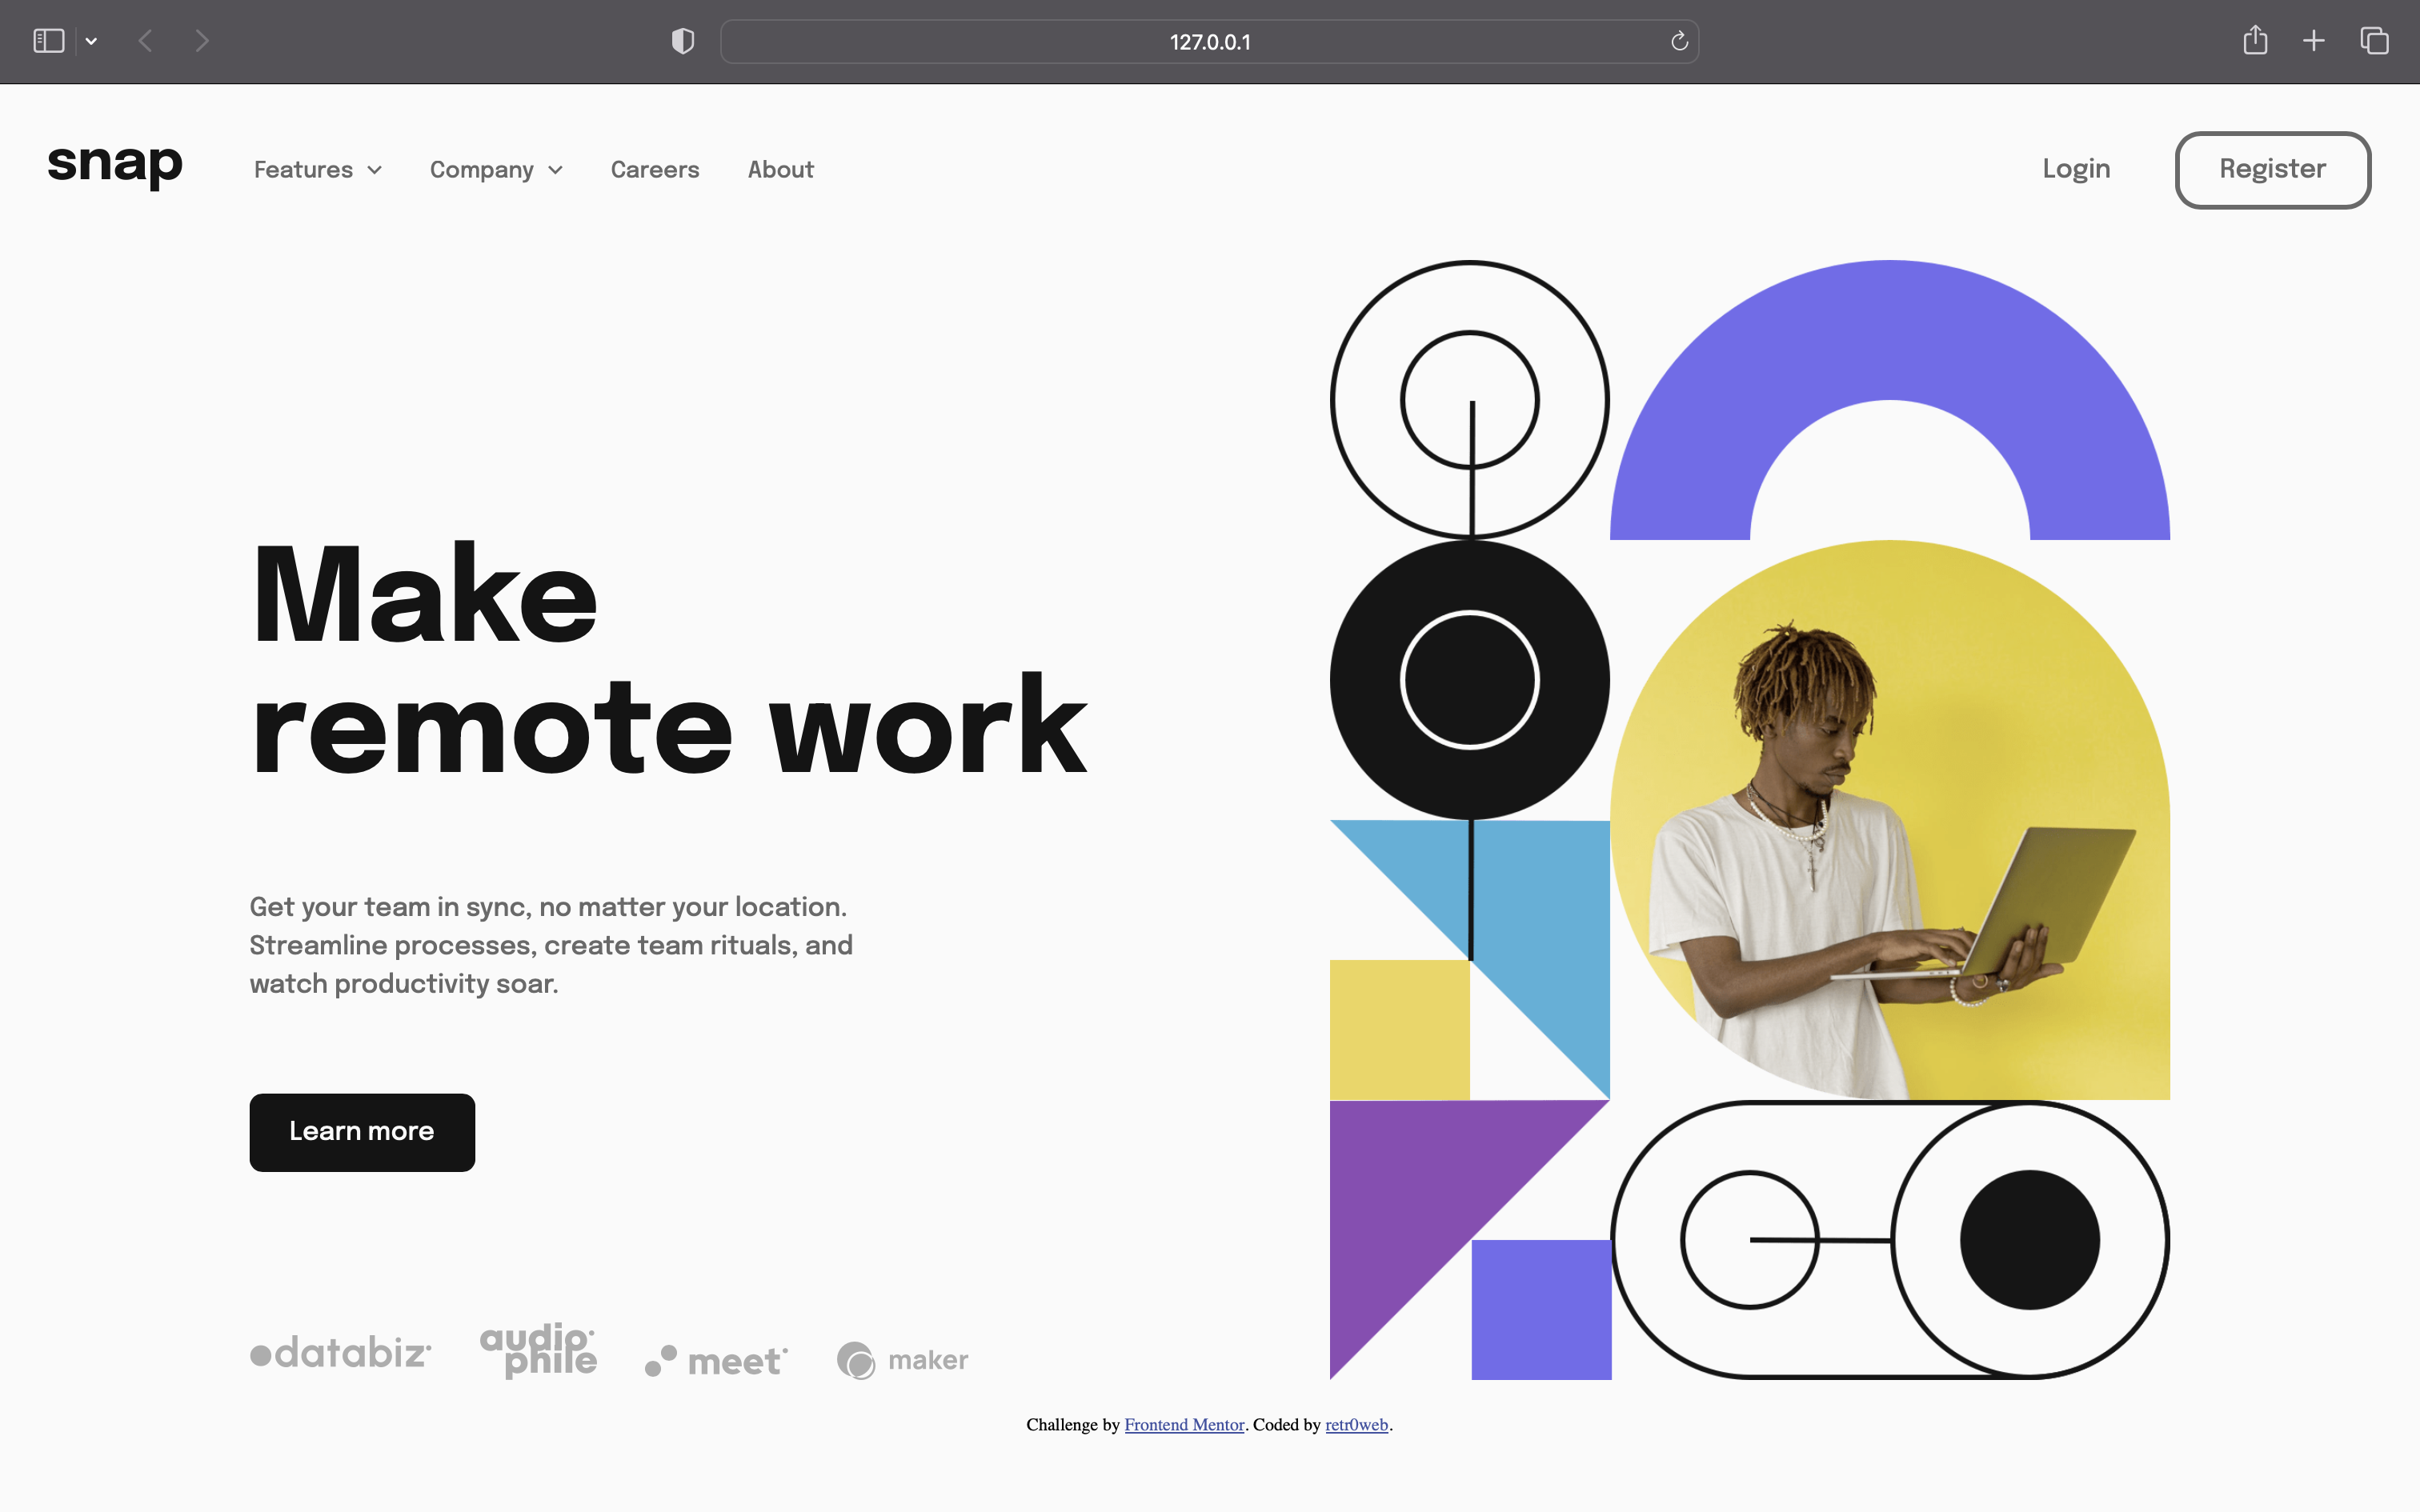 127.0.0.1
snap Features Company Careers About Login Register
Make
remote work
Get your team in sync, no matter your location.
Streamline processes, create team rituals, and
watch productivity soar.
Learn more
databiz audiophile meet maker
Challenge by Frontend Mentor. Coded by retr0web.